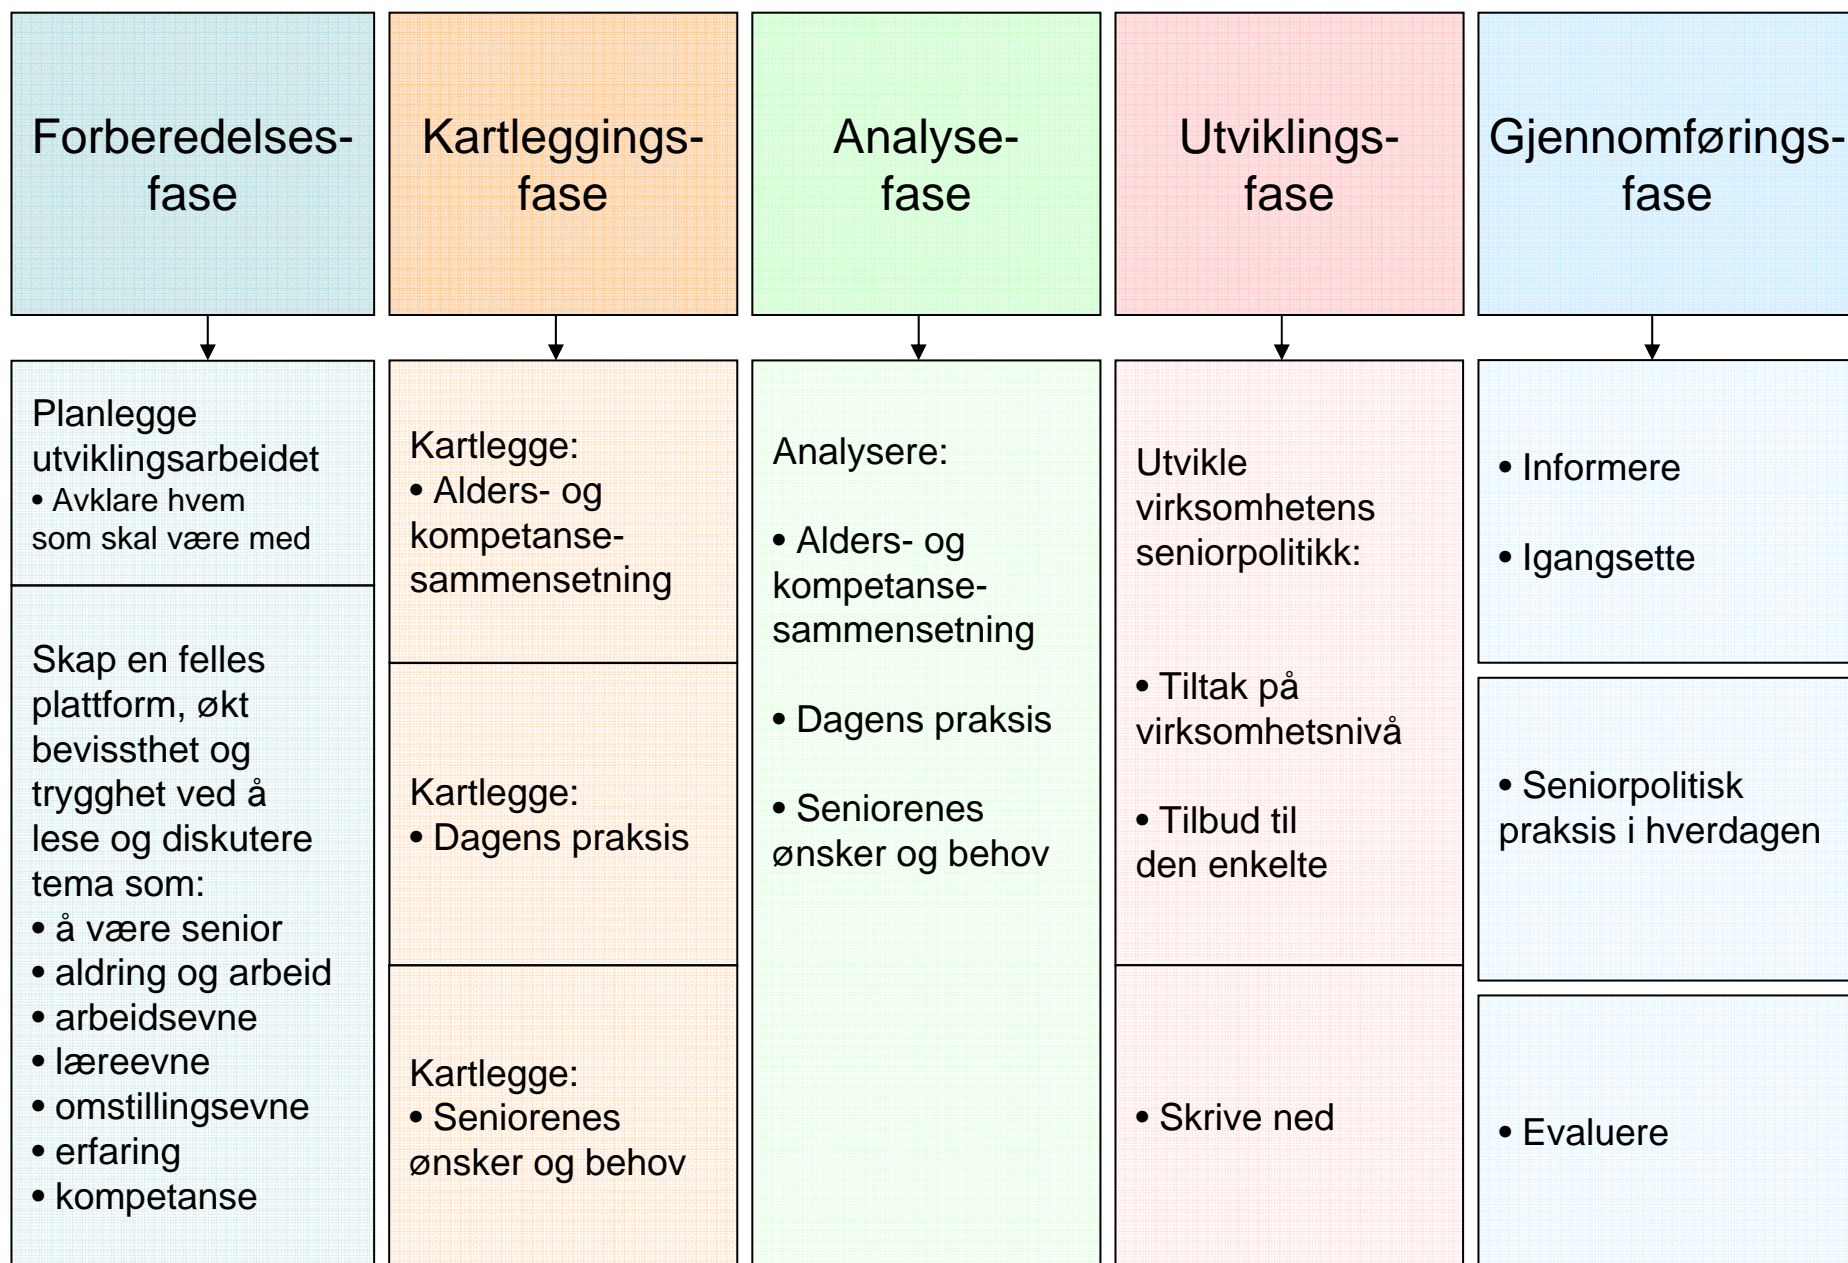 Forberedelses-
fase
Kartleggings-
fase
Analyse-
fase
Utviklings-
fase
Gjennomførings-
fase
Planlegge
utviklingsarbeidet
• Avklare hvem
som skal være med
Skap en felles
plattform, økt
bevissthet og
trygghet ved å
lese og diskutere
tema som:
• å være senior
• aldring og arbeid
• arbeidsevne
• læreevne
• omstillingsevne
• erfaring
• kompetanse
Kartlegge:
• Alders- og
kompetanse-
sammensetning
Kartlegge:
• Dagens praksis
Kartlegge:
• Seniorenes
ønsker og behov
Analysere:
• Alders- og
kompetanse-
sammensetning
• Dagens praksis
• Seniorenes
ønsker og behov
Utvikle
virksomhetens
seniorpolitikk:
• Tiltak på
virksomhetsnivå
• Tilbud til
den enkelte
• Skrive ned
• Informere
• Igangsette
• Seniorpolitisk
praksis i hverdagen
• Evaluere